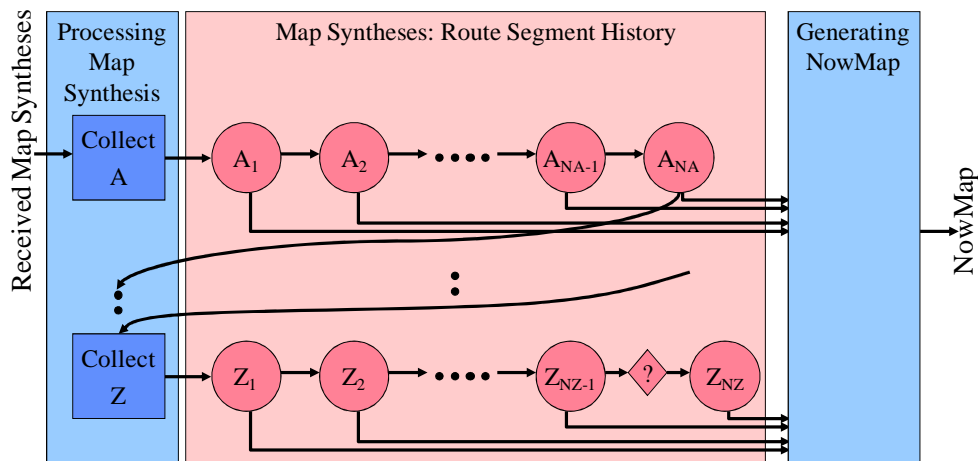 Processing
Map
Synthesis
Map Syntheses: Route Segment History
Generating
NowMap
Received Map Syntheses
Collect
A
A1
A2
ANA-1
ANA
NowMap
Collect
Z
Z1
Z2
ZNZ-1
?
ZNZ